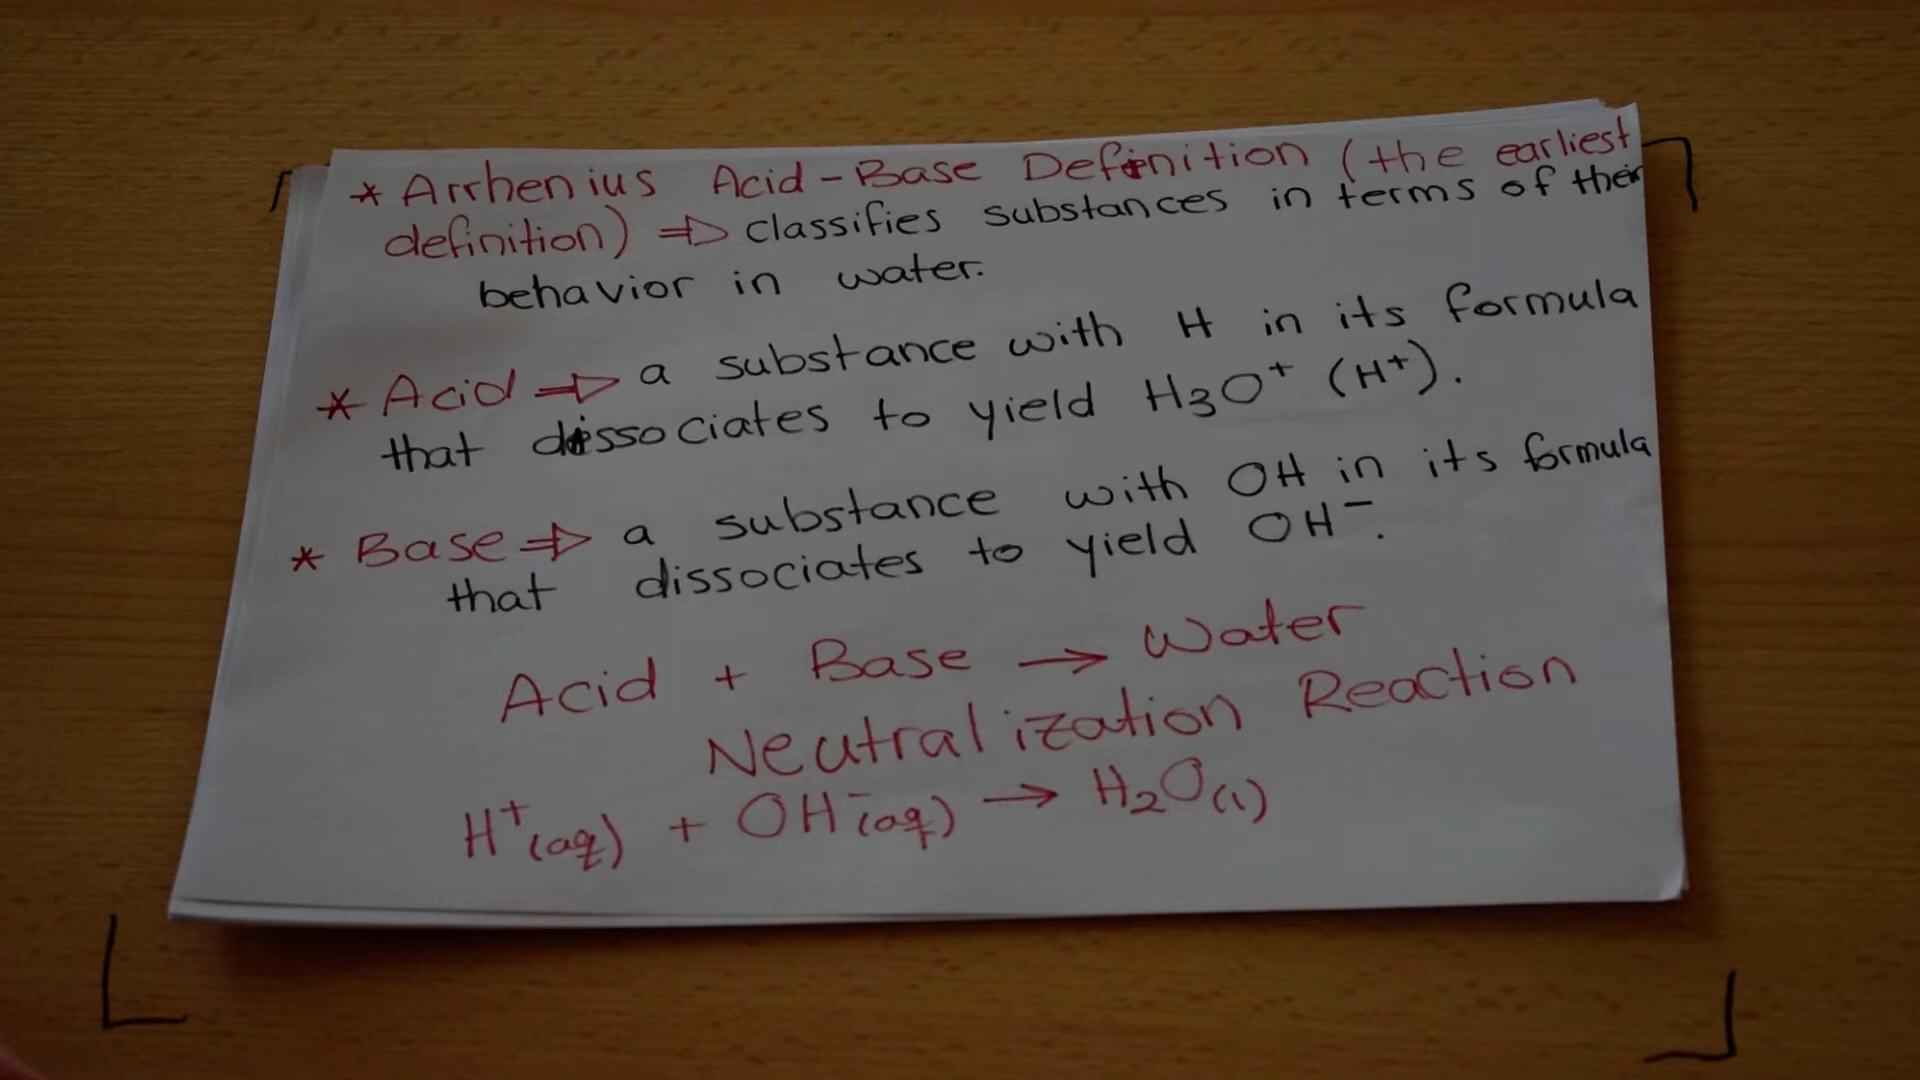 * Arrhenius Acid-Base Definition (the earliest
definition) ⇒ classifies substances in terms of their
behavior in water.
* Acid ⇒ a substance with H in its formula
that dissociates to yield H₃O⁺ (H⁺).
* Base ⇒ a substance with OH in its formula
that dissociates to yield OH⁻.
Acid + Base → Water
Neutralization Reaction
H⁺(aq) + OH⁻(aq) → H₂O(l)